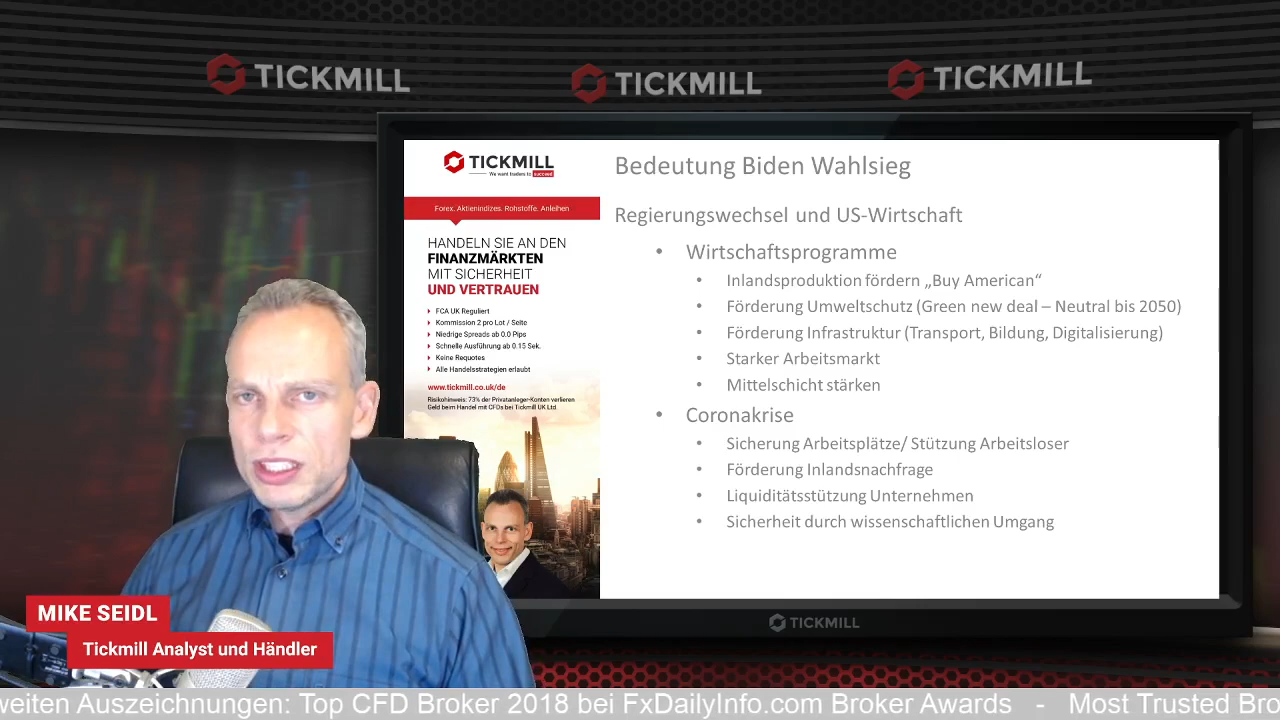 TICKMILL
TICKMILL
TICKMILL
TICKMILL
We want traders to succeed
Forex. Aktienindizes. Rohstoffe. Anleihen
HANDELN SIE AN DEN
FINANZMÄRKTEN
MIT SICHERHEIT
UND VERTRAUEN
FCA UK Reguliert
Kommission 2 pro Lot / Seite
Niedrige Spreads ab 0.0 Pips
Schnelle Ausführung ab 0.15 Sek.
Keine Requotes
Alle Handelsstrategien erlaubt
www.tickmill.co.uk/de
Risikohinweis: 73% der Privatanleger-Konten verlieren
Geld beim Handel mit CFDs bei Tickmill UK Ltd.
Bedeutung Biden Wahlsieg
Regierungswechsel und US-Wirtschaft
• Wirtschaftsprogramme
• Inlandsproduktion fördern „Buy American“
• Förderung Umweltschutz (Green new deal – Neutral bis 2050)
• Förderung Infrastruktur (Transport, Bildung, Digitalisierung)
• Starker Arbeitsmarkt
• Mittelschicht stärken
• Coronakrise
• Sicherung Arbeitsplätze/ Stützung Arbeitsloser
• Förderung Inlandsnachfrage
• Liquiditätsstützung Unternehmen
• Sicherheit durch wissenschaftlichen Umgang
TICKMILL
MIKE SEIDL
Tickmill Analyst und Händler
weiten Auszeichnungen: Top CFD Broker 2018 bei FxDailyInfo.com Broker Awards - Most Trusted Bro